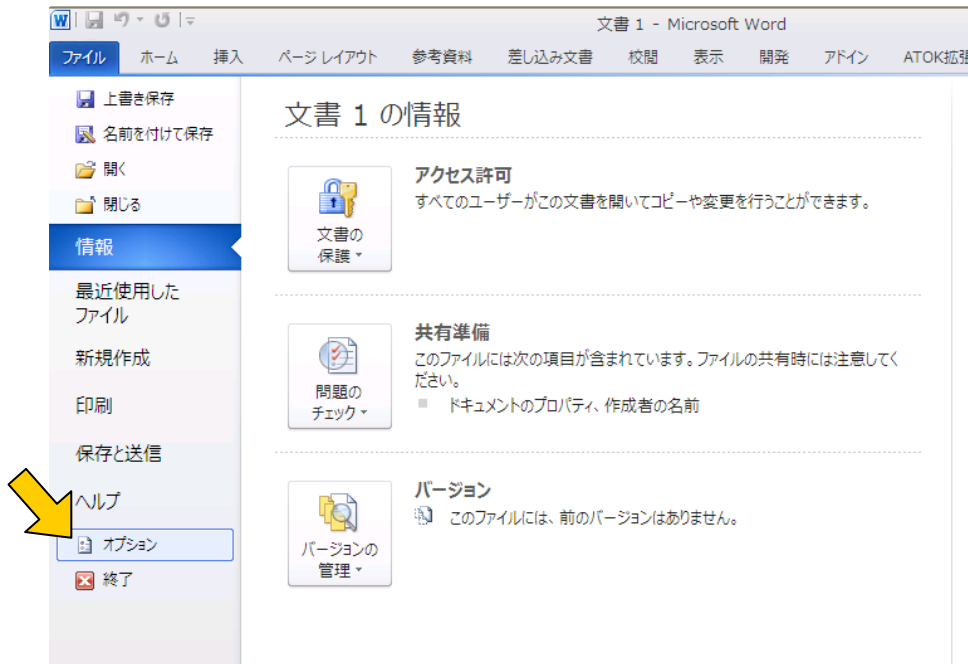 文書 1 - Microsoft Word
ファイル ホーム 挿入 ページ レイアウト 参考資料 差し込み文書 校閲 表示 開発 アドイン ATOK拡張
上書き保存
名前を付けて保存
開く
閉じる
情報
最近使用した
ファイル
新規作成
印刷
保存と送信
ヘルプ
オプション
終了
文書 1 の情報
文書の
保護
アクセス許可
すべてのユーザーがこの文書を開いてコピーや変更を行うことができます。
問題の
チェック
共有準備
このファイルには次の項目が含まれています。ファイルの共有時には注意してく
ださい。
ドキュメントのプロパティ、作成者の名前
バージョンの
管理
バージョン
このファイルには、前のバージョンはありません。